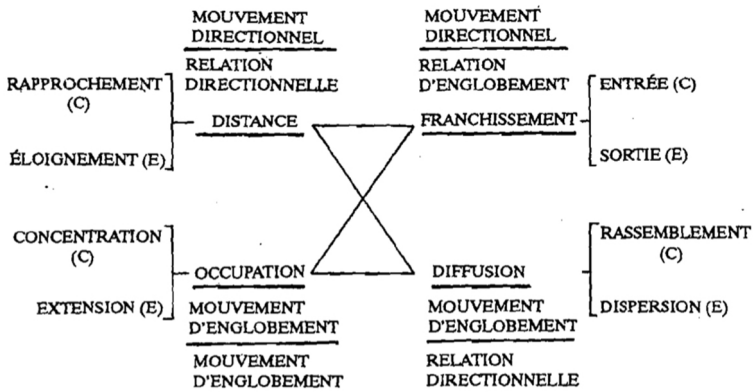 MOUVEMENT
DIRECTIONNEL
RELATION
DIRECTIONNELLE
DISTANCE
RAPPROCHEMENT
(C)
ÉLOIGNEMENT (E)
MOUVEMENT
DIRECTIONNEL
RELATION
D'ENGLOBEMENT
FRANCHISSEMENT
ENTRÉE (C)
SORTIE (E)
CONCENTRATION
(C)
EXTENSION (E)
OCCUPATION
MOUVEMENT
D'ENGLOBEMENT
MOUVEMENT
D'ENGLOBEMENT
DIFFUSION
MOUVEMENT
D'ENGLOBEMENT
RELATION
DIRECTIONNELLE
RASSEMBLEMENT
(C)
DISPERSION (E)